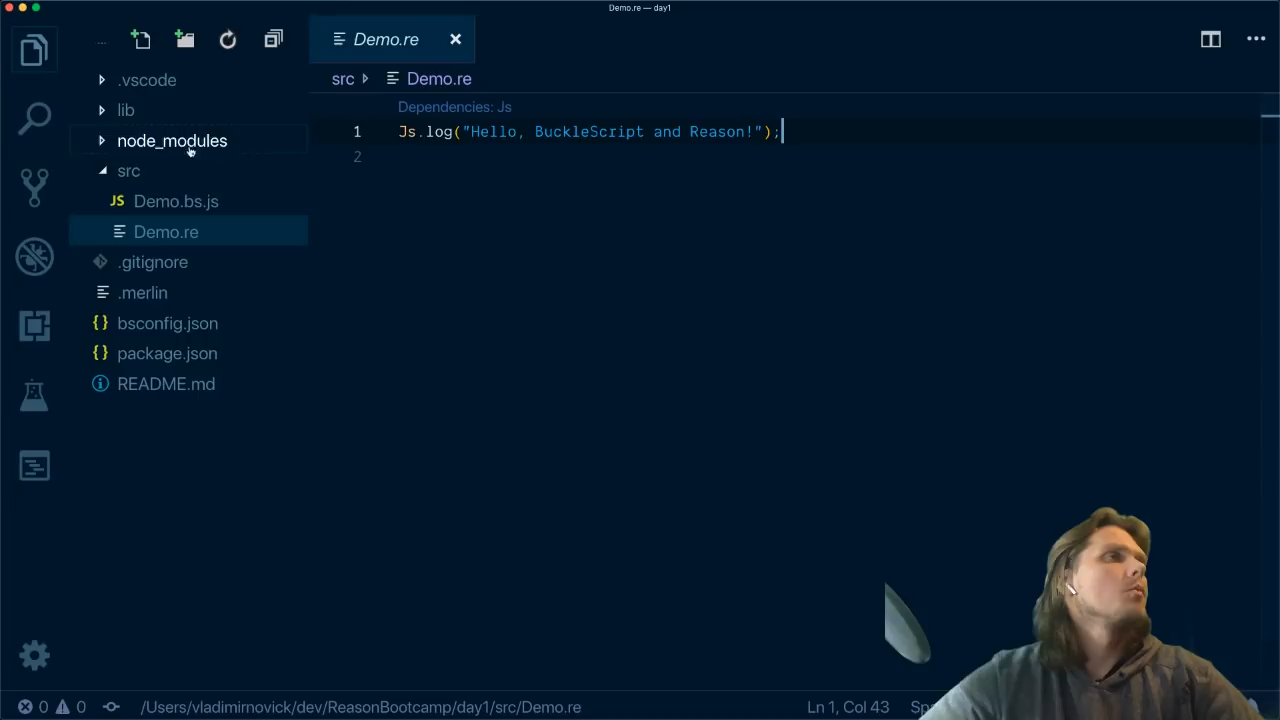 Demo.re — day1
Demo.re
src Demo.re
.vscode
lib
node_modules
src
JS Demo.bs.js
Demo.re
.gitignore
.merlin
{} bsconfig.json
{} package.json
README.md
Dependencies: Js
1 Js.log("Hello, BuckleScript and Reason!");
2
0 0 /Users/vladimirnovick/dev/ReasonBootcamp/day1/src/Demo.re Ln 1, Col 43